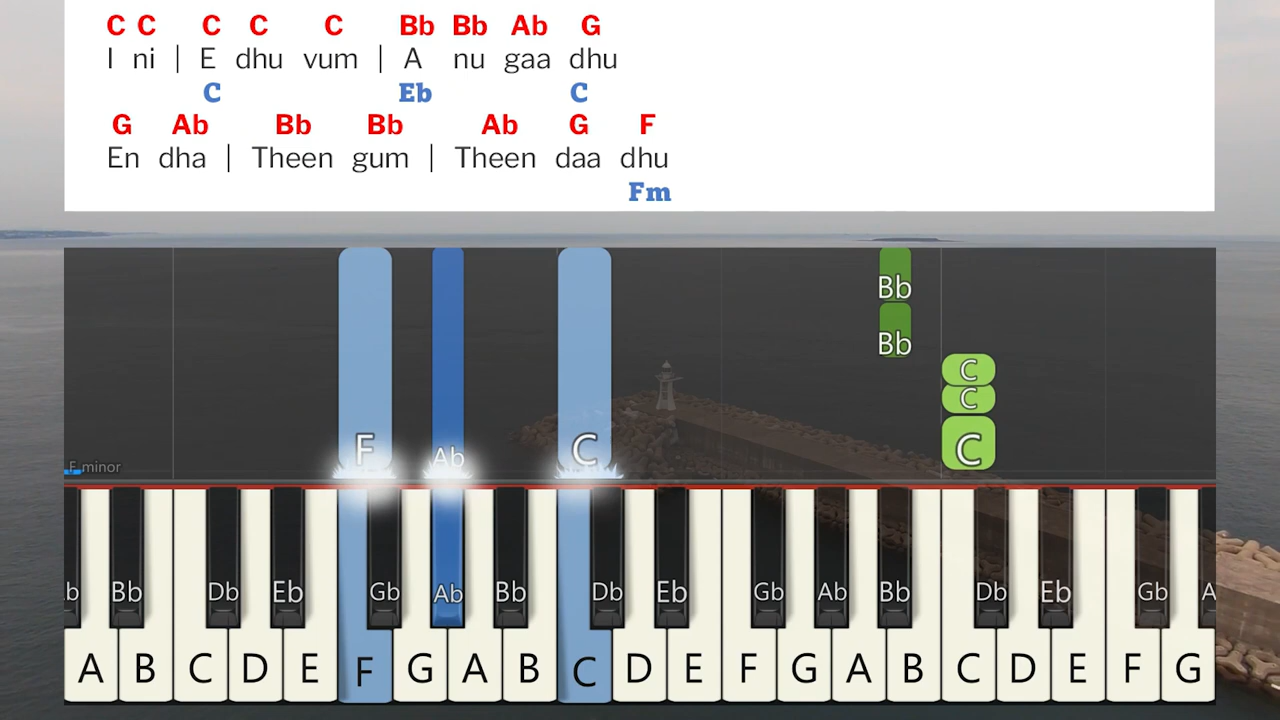 C C C C C Bb Bb Ab G
I ni | E dhu vum | A nu gaa dhu
C Eb C
G Ab Bb Bb Ab G F
En dha | Theen gum | Theen daa dhu
Fm
Bb
Bb
C
C
F Ab C C
F minor
b Bb Db Eb Gb Ab Bb Db Eb Gb Ab Bb Db Eb Gb A
A B C D E F G A B C D E F G A B C D E F G